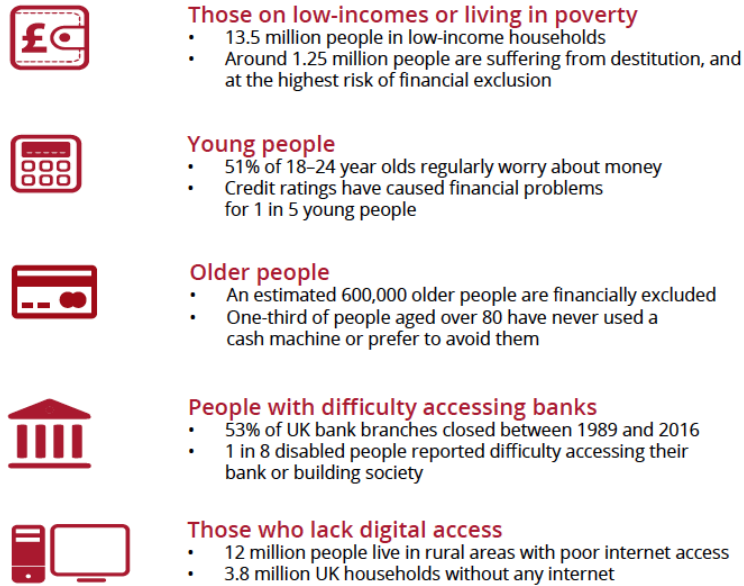 £
Those on low-incomes or living in poverty
• 13.5 million people in low-income households
• Around 1.25 million people are suffering from destitution, and
at the highest risk of financial exclusion
Young people
• 51% of 18–24 year olds regularly worry about money
• Credit ratings have caused financial problems
for 1 in 5 young people
Older people
• An estimated 600,000 older people are financially excluded
• One-third of people aged over 80 have never used a
cash machine or prefer to avoid them
People with difficulty accessing banks
• 53% of UK bank branches closed between 1989 and 2016
• 1 in 8 disabled people reported difficulty accessing their
bank or building society
Those who lack digital access
• 12 million people live in rural areas with poor internet access
• 3.8 million UK households without any internet